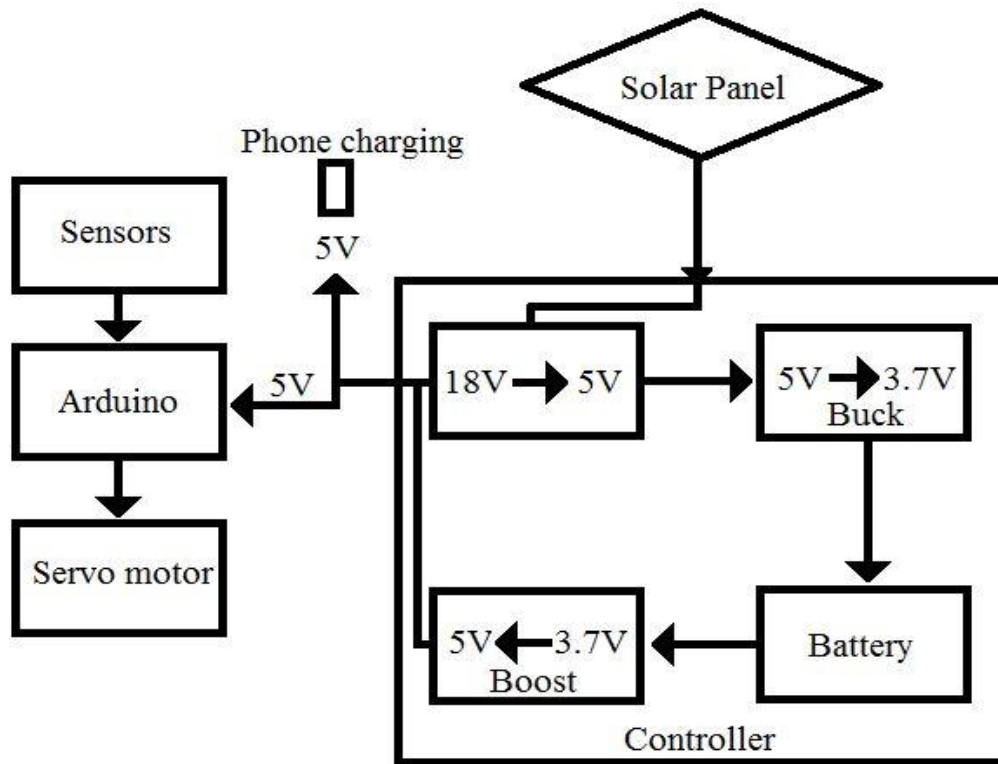 Solar Panel
Phone charging
5V
Sensors
Arduino
5V
Servo motor
18V 5V
5V 3.7V
Buck
5V 3.7V
Boost
Battery
Controller